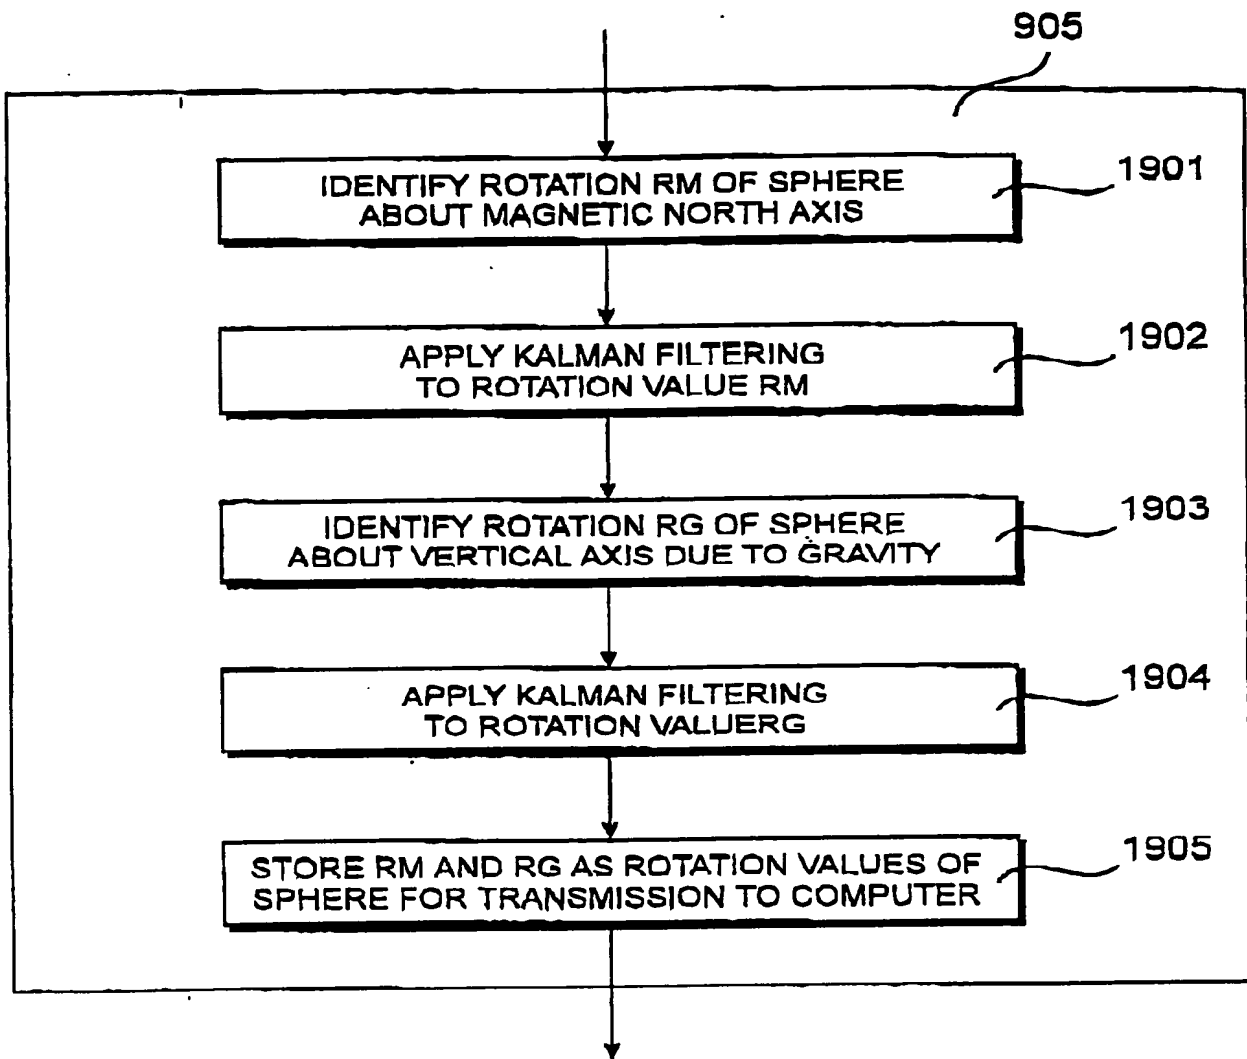 905
IDENTIFY ROTATION RM OF SPHERE
ABOUT MAGNETIC NORTH AXIS
1901
APPLY KALMAN FILTERING
TO ROTATION VALUE RM
1902
IDENTIFY ROTATION RG OF SPHERE
ABOUT VERTICAL AXIS DUE TO GRAVITY
1903
APPLY KALMAN FILTERING
TO ROTATION VALUERG
1904
STORE RM AND RG AS ROTATION VALUES OF
SPHERE FOR TRANSMISSION TO COMPUTER
1905